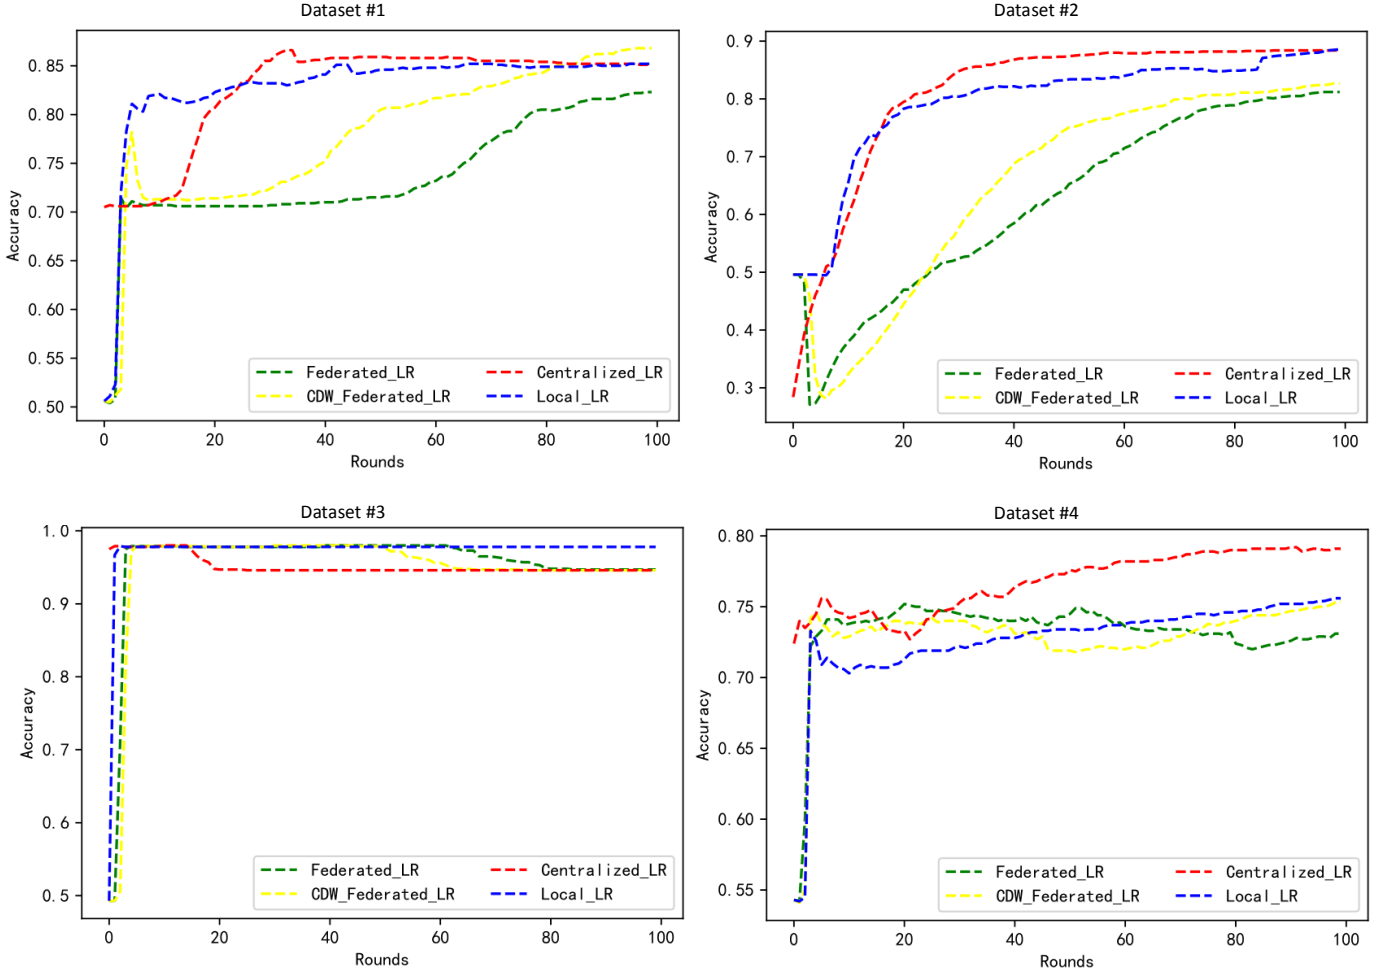 Dataset #1
0.85
0.80
0.75
0.70
0.65
0.60
0.55
0.50
Accuracy
Federated_LR
Centralized_LR
CDW_Federated_LR
Local_LR
0 20 40 60 80 100
Rounds
Dataset #2
0.9
0.8
0.7
0.6
0.5
0.4
0.3
Accuracy
Federated_LR
Centralized_LR
CDW_Federated_LR
Local_LR
0 20 40 60 80 100
Rounds
Dataset #3
1.0
0.9
0.8
0.7
0.6
0.5
Accuracy
Federated_LR
Centralized_LR
CDW_Federated_LR
Local_LR
0 20 40 60 80 100
Rounds
Dataset #4
0.80
0.75
0.70
0.65
0.60
0.55
Accuracy
Federated_LR
Centralized_LR
CDW_Federated_LR
Local_LR
0 20 40 60 80 100
Rounds